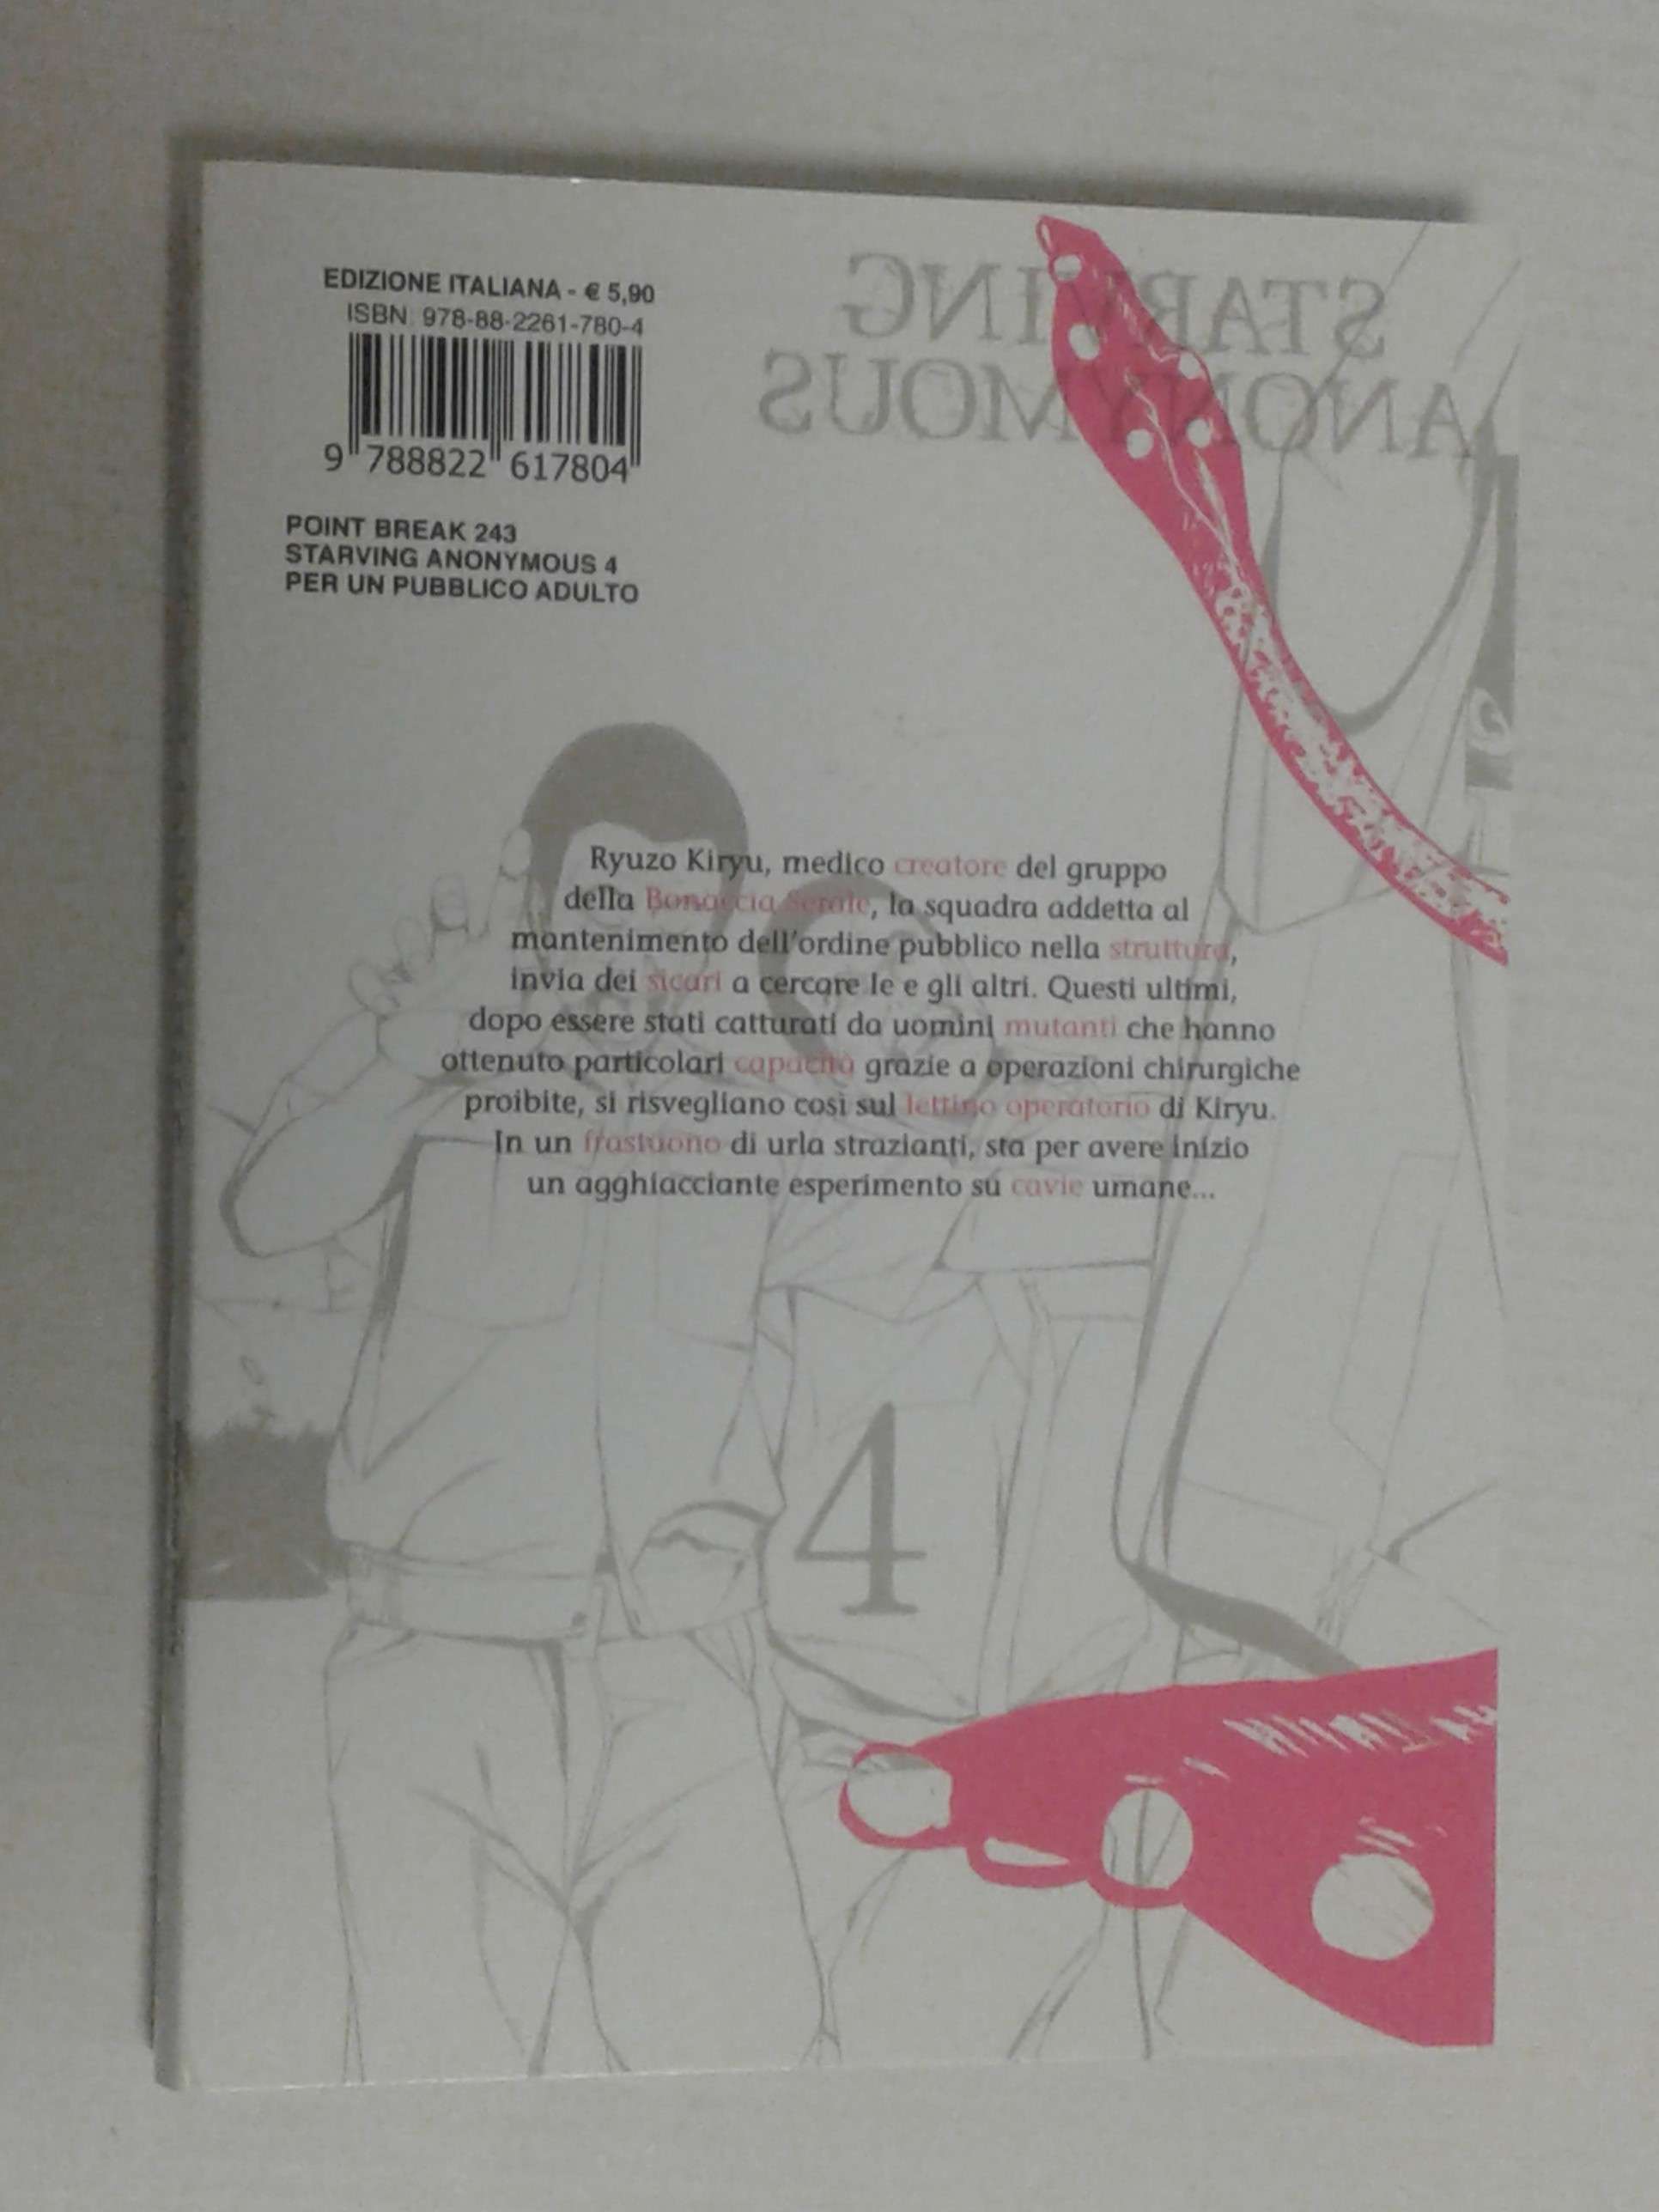 EDIZIONE ITALIANA - € 5,90
ISBN 978-88-2261-780-4
9 788822 617804
POINT BREAK 243
STARVING ANONYMOUS 4
PER UN PUBBLICO ADULTO
STARVING
ANONYMOUS
Ryuzo Kiryu, medico creatore del gruppo
della Bonaccia Serale, la squadra addetta al
mantenimento dell'ordine pubblico nella struttura,
invia dei sicari a cercare Ie e gli altri. Questi ultimi,
dopo essere stati catturati da uomini mutanti che hanno
ottenuto particolari capacità grazie a operazioni chirurgiche
proibite, si risvegliano così sul lettino operatorio di Kiryu.
In un frastuono di urla strazianti, sta per avere inizio
un agghiacciante esperimento su cavie umane...
4